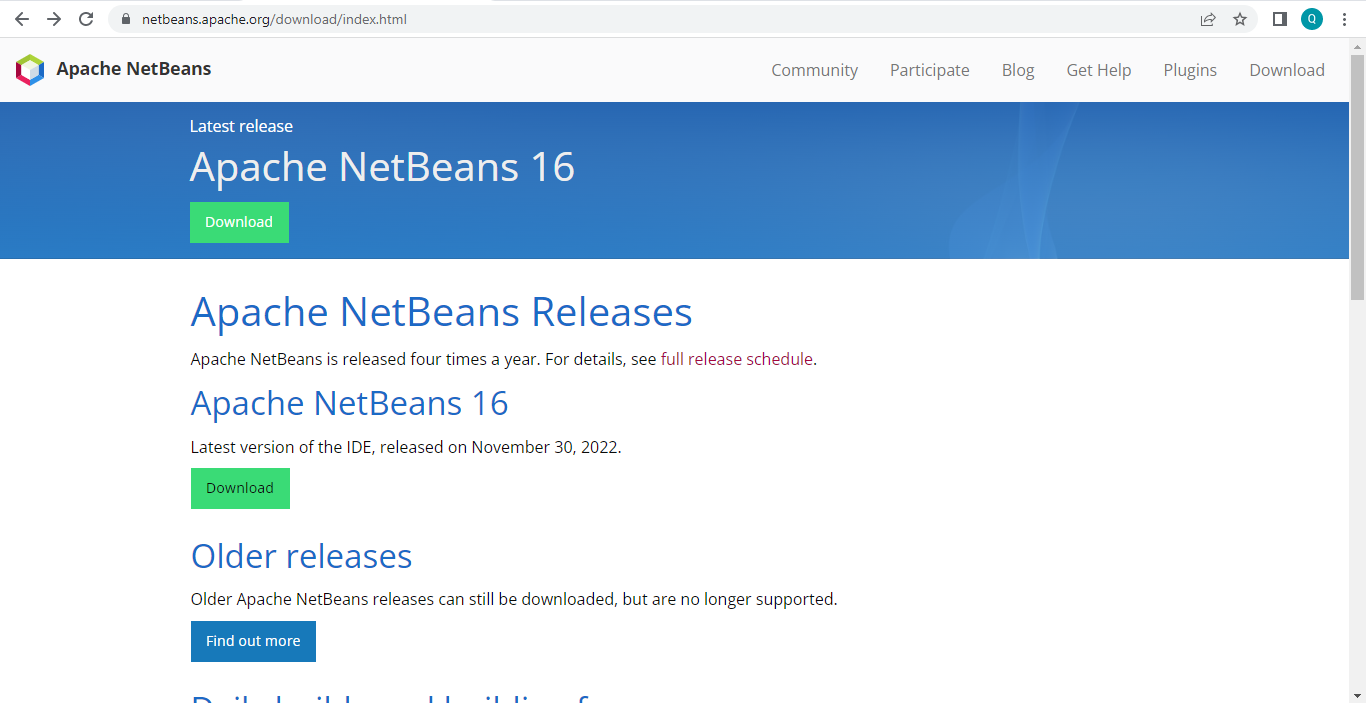 netbeans.apache.org/download/index.html
Q
Apache NetBeans
Community Participate Blog Get Help Plugins Download
Latest release
Apache NetBeans 16
Download
Apache NetBeans Releases
Apache NetBeans is released four times a year. For details, see full release schedule.
Apache NetBeans 16
Latest version of the IDE, released on November 30, 2022.
Download
Older releases
Older Apache NetBeans releases can still be downloaded, but are no longer supported.
Find out more